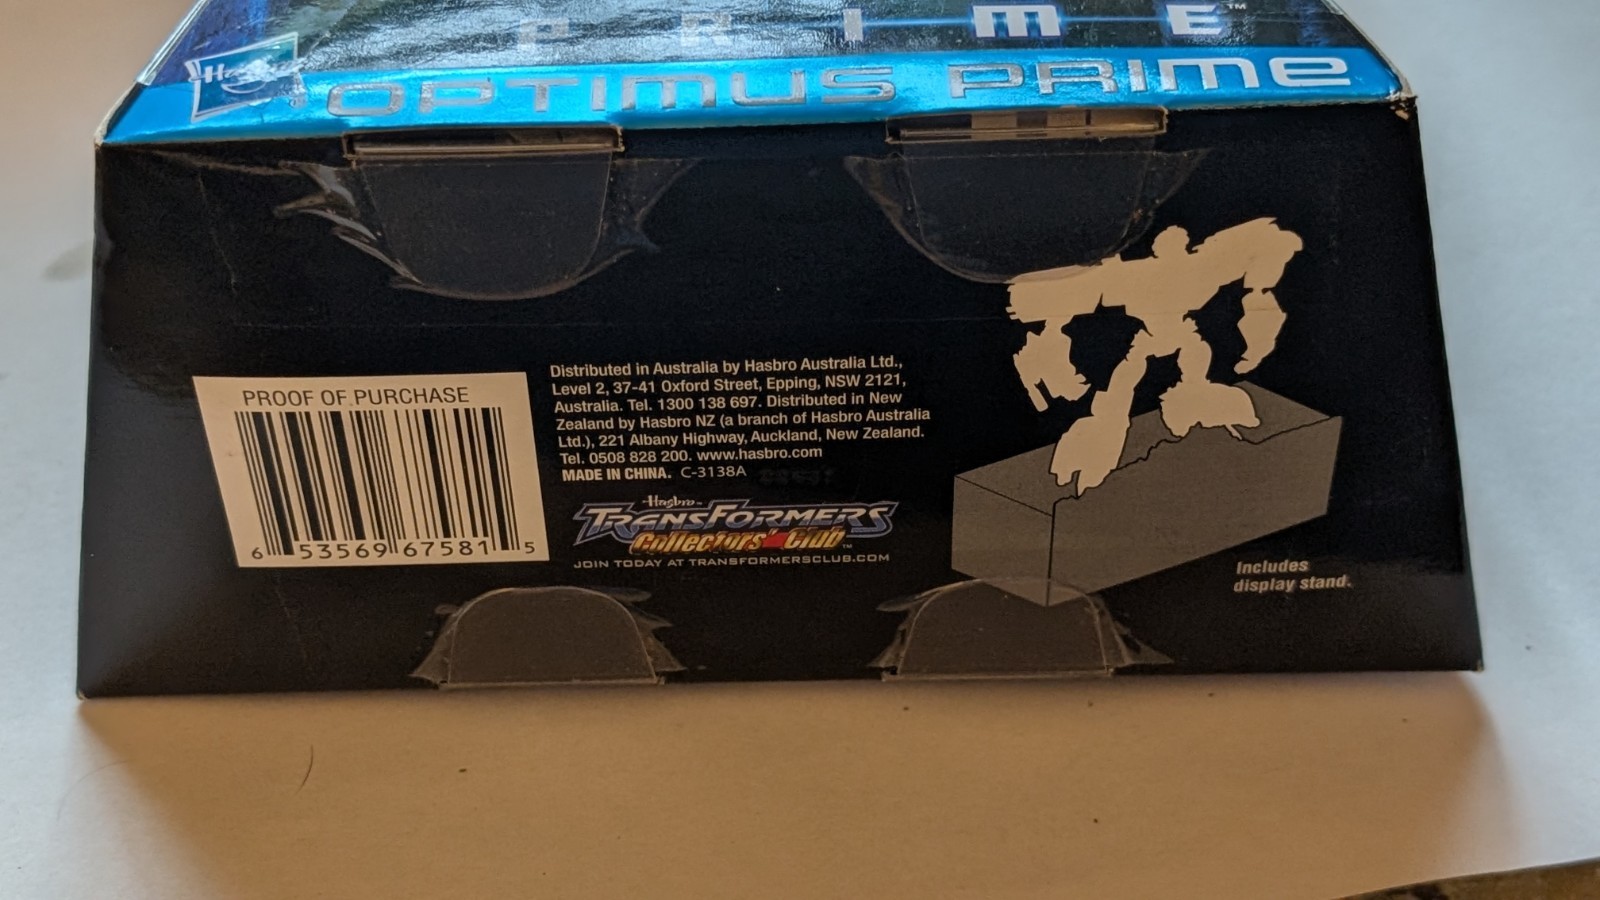 PRIME™
Hasbro
OPTIMUS PRIME
PROOF OF PURCHASE
6 53569 67581 5
Distributed in Australia by Hasbro Australia Ltd.,
Level 2, 37-41 Oxford Street, Epping, NSW 2121,
Australia. Tel. 1300 138 697. Distributed in New
Zealand by Hasbro NZ (a branch of Hasbro Australia
Ltd.), 221 Albany Highway, Auckland, New Zealand.
Tel. 0508 828 200. www.hasbro.com
MADE IN CHINA. C-3138A
Hasbro™
TRANSFORMERS
Collectors' Club™
JOIN TODAY AT TRANSFORMERSCLUB.COM
Includes
display stand.